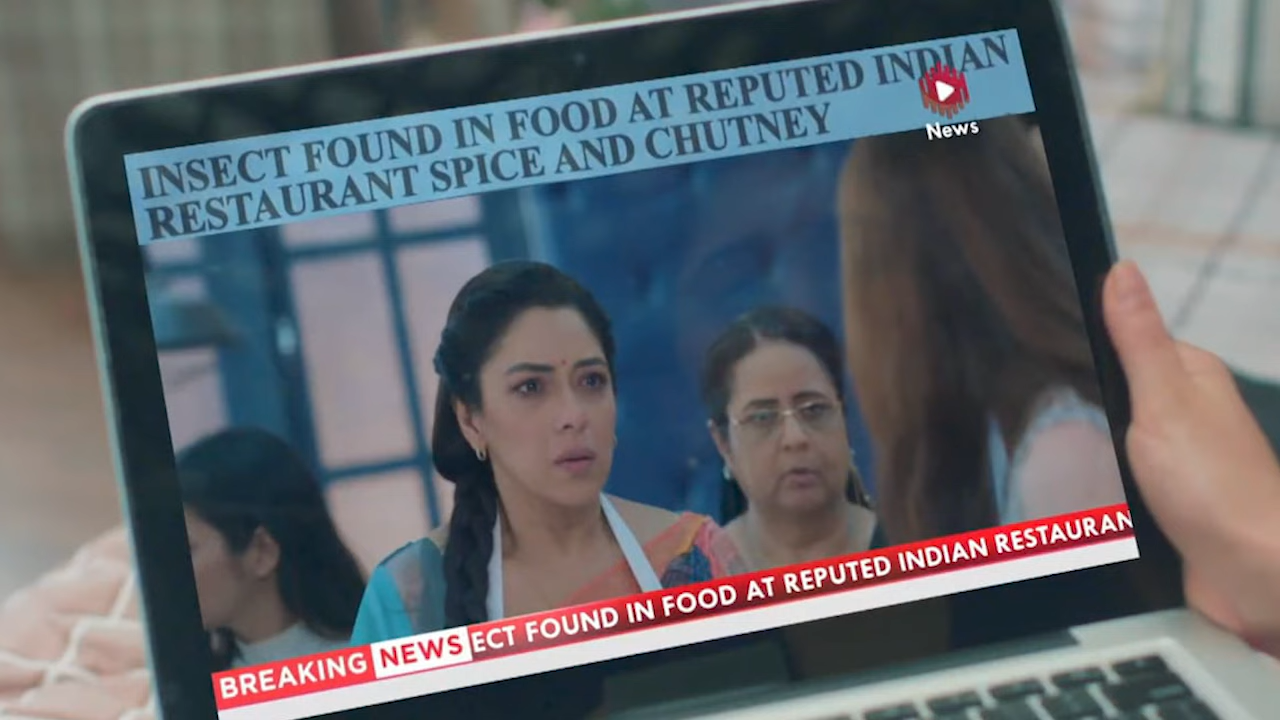 INSECT FOUND IN FOOD AT REPUTED INDIAN
RESTAURANT SPICE AND CHUTNEY
News
BREAKING NEWS ECT FOUND IN FOOD AT REPUTED INDIAN RESTAURAN